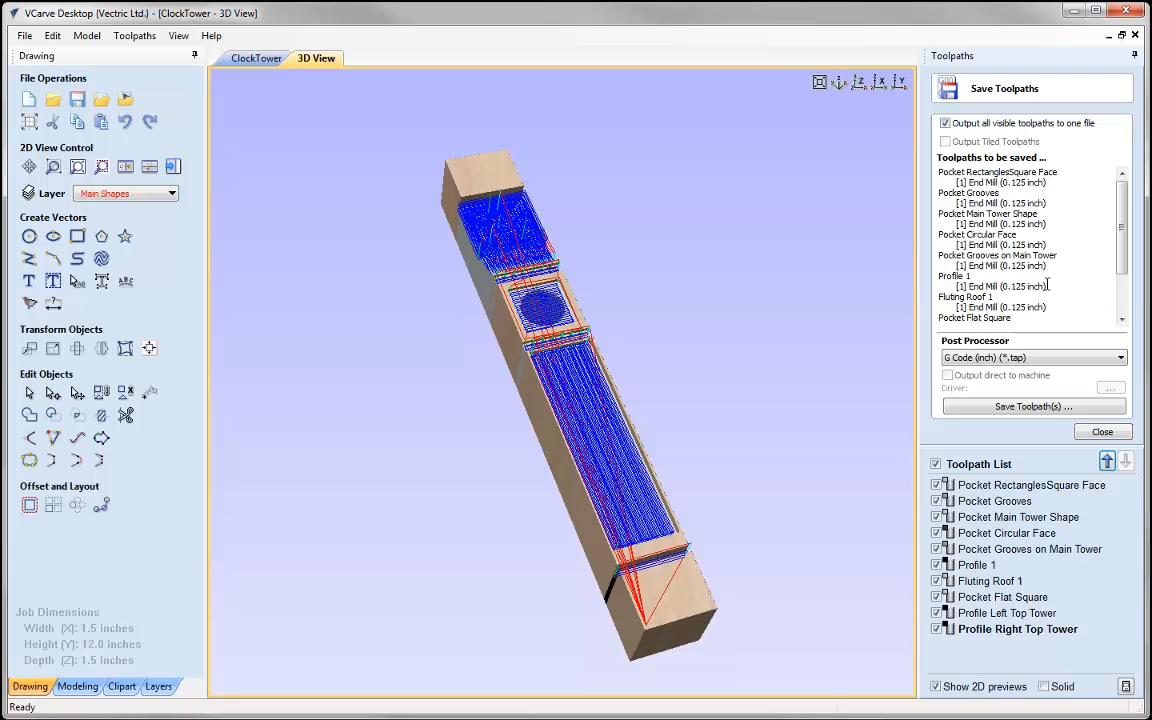 VCarve Desktop (Vectric Ltd.) - [ClockTower - 3D View]
File Edit Model Toolpaths View Help
Drawing
File Operations
2D View Control
Layer Main Shapes
Create Vectors
Transform Objects
Edit Objects
Offset and Layout
Job Dimensions
Width (X): 1.5 inches
Height (Y): 12.0 inches
Depth (Z): 1.5 inches
Drawing Modeling Clipart Layers
Ready
ClockTower 3D View
Toolpaths
Save Toolpaths
Output all visible toolpaths to one file
Output Tiled Toolpaths
Toolpaths to be saved ...
Pocket RectanglesSquare Face
[1] End Mill (0.125 inch)
Pocket Grooves
[1] End Mill (0.125 inch)
Pocket Main Tower Shape
[1] End Mill (0.125 inch)
Pocket Circular Face
[1] End Mill (0.125 inch)
Pocket Grooves on Main Tower
[1] End Mill (0.125 inch)
Profile 1
[1] End Mill (0.125 inch)
Fluting Roof 1
[1] End Mill (0.125 inch)
Pocket Flat Square
Post Processor
G Code (inch) (*.tap)
Output direct to machine
Driver: ...
Save Toolpath(s) ...
Close
Toolpath List
Pocket RectanglesSquare Face
Pocket Grooves
Pocket Main Tower Shape
Pocket Circular Face
Pocket Grooves on Main Tower
Profile 1
Fluting Roof 1
Pocket Flat Square
Profile Left Top Tower
Profile Right Top Tower
Show 2D previews Solid